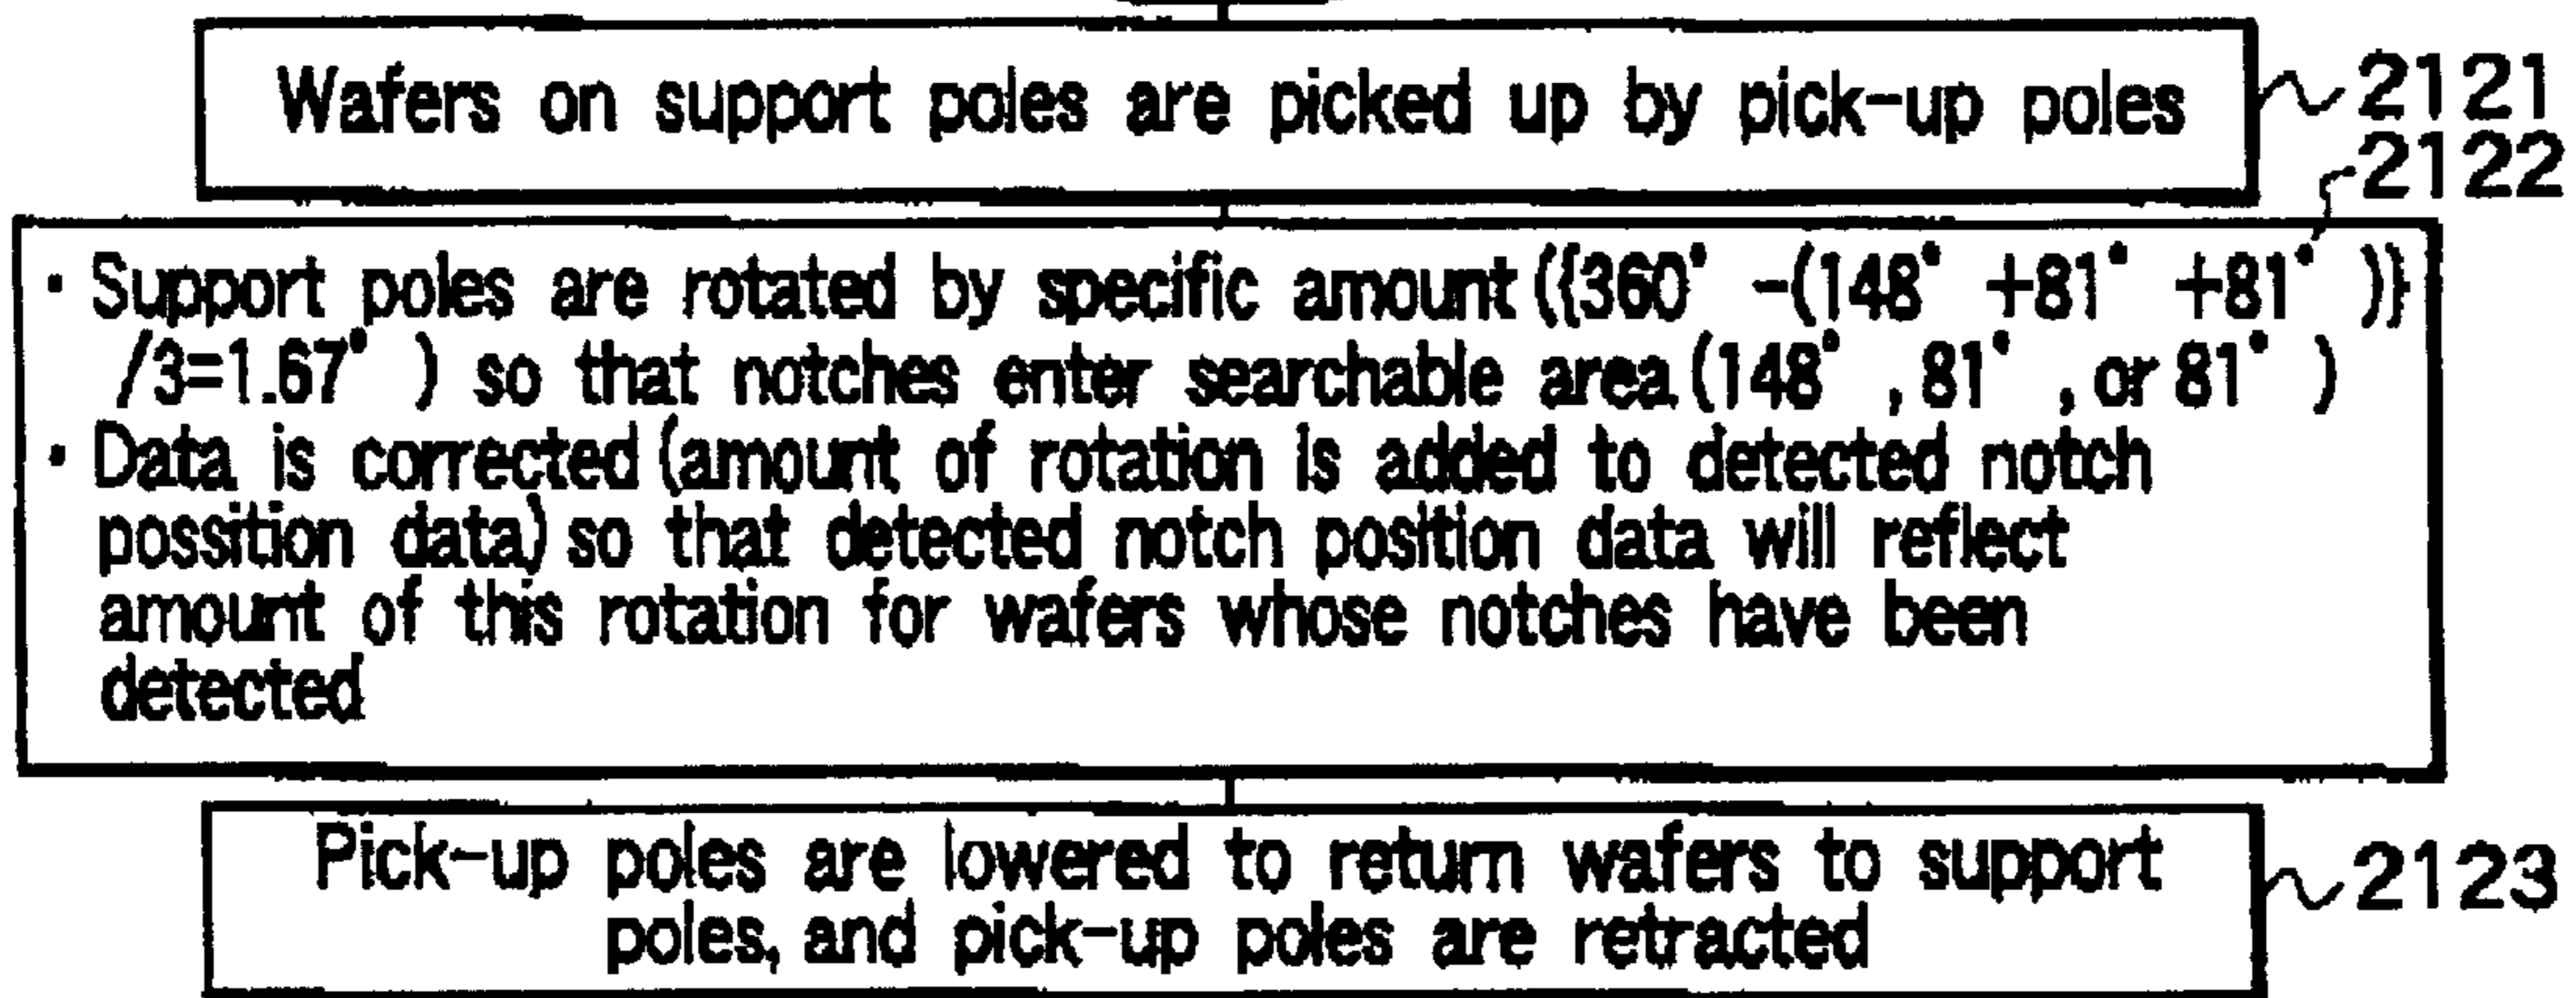 Wafers on support poles are picked up by pick-up poles
2121
2122
· Support poles are rotated by specific amount ({360° -(148° +81° +81° )}
/3=1.67° ) so that notches enter searchable area (148° , 81° , or 81° )
· Data is corrected (amount of rotation is added to detected notch
possition data) so that detected notch position data will reflect
amount of this rotation for wafers whose notches have been
detected
Pick-up poles are lowered to return wafers to support
poles, and pick-up poles are retracted
2123